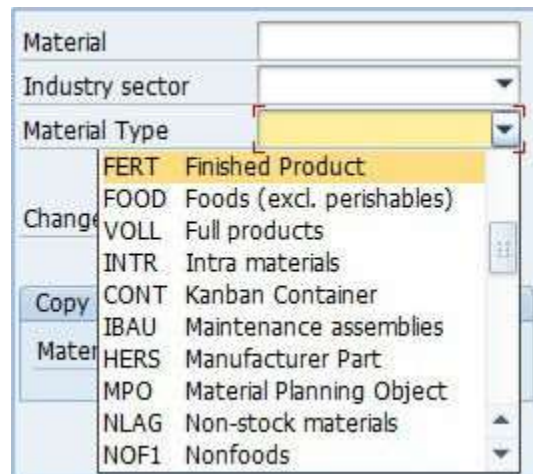 Material
Industry sector
Material Type
FERT Finished Product
FOOD Foods (excl. perishables)
Change
VOLL Full products
INTR Intra materials
Copy
CONT Kanban Container
IBAU Maintenance assemblies
Mater
HERS Manufacturer Part
MPO Material Planning Object
NLAG Non-stock materials
NOF1 Nonfoods